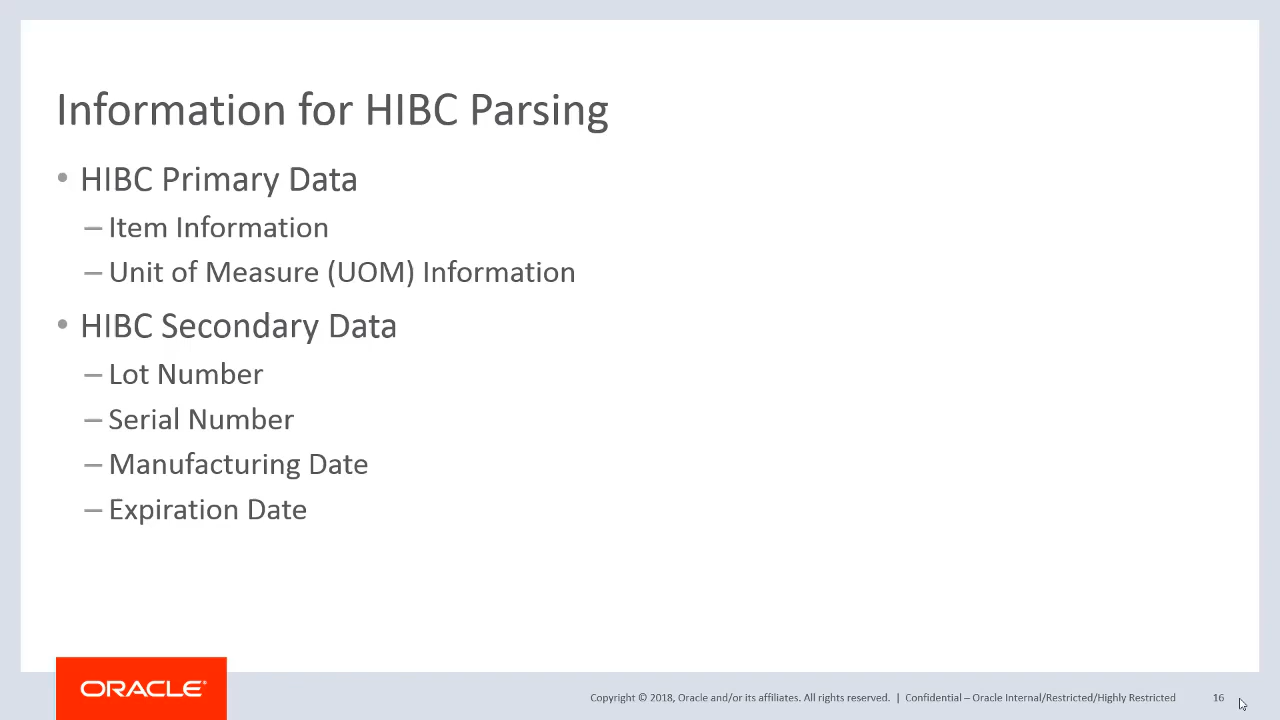 Information for HIBC Parsing
• HIBC Primary Data
– Item Information
– Unit of Measure (UOM) Information
• HIBC Secondary Data
– Lot Number
– Serial Number
– Manufacturing Date
– Expiration Date
ORACLE®
Copyright © 2018, Oracle and/or its affiliates. All rights reserved. | Confidential – Oracle Internal/Restricted/Highly Restricted 16